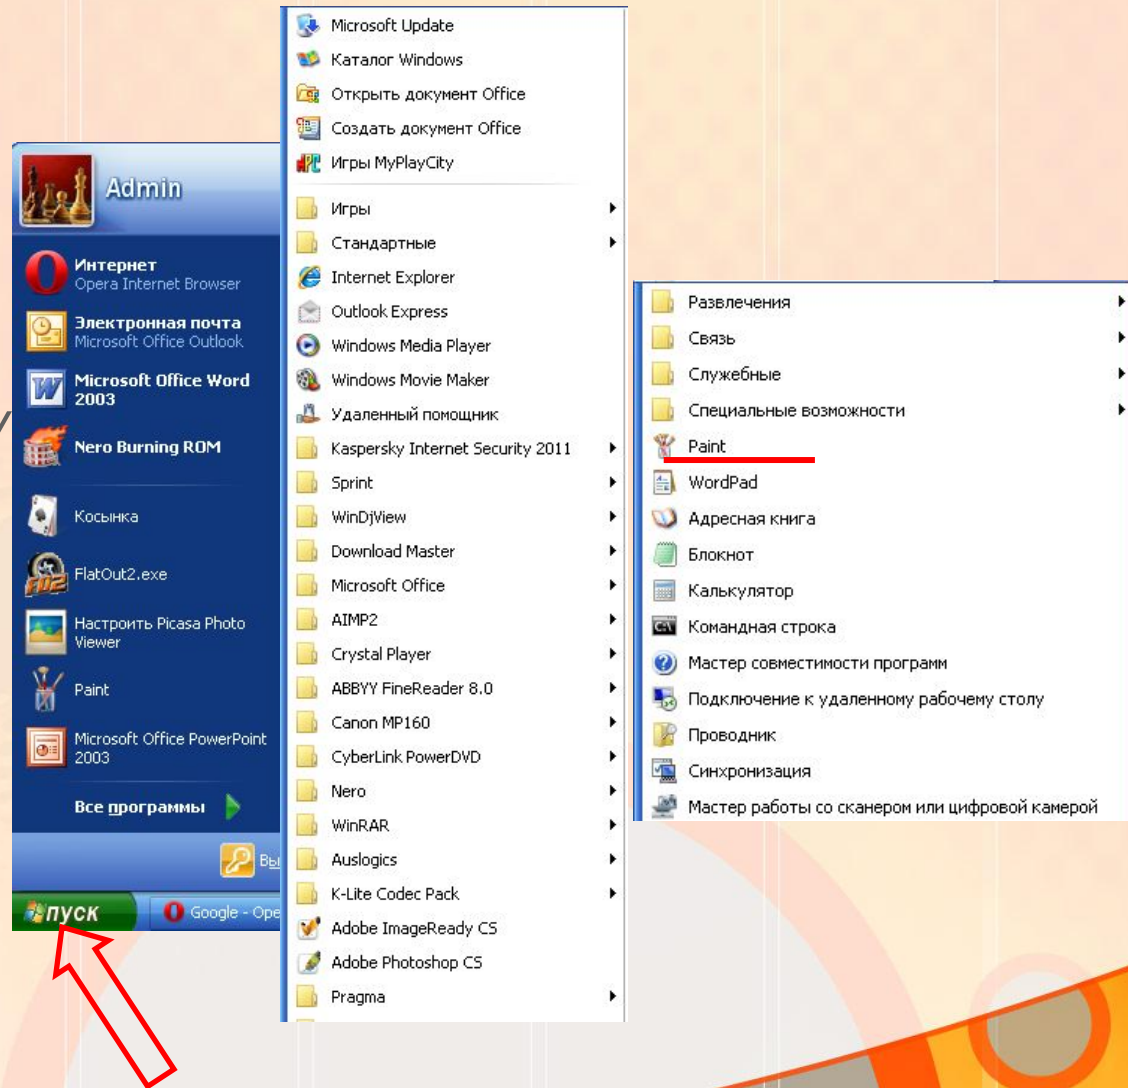 Admin
Интернет
Opera Internet Browser
Электронная почта
Microsoft Office Outlook
Microsoft Office Word
2003
Nero Burning ROM
Косынка
FlatOut2.exe
Настроить Picasa Photo
Viewer
Paint
Microsoft Office PowerPoint
2003
Все программы
Вы
пуск
Google - Ope
Microsoft Update
Каталог Windows
Открыть документ Office
Создать документ Office
Игры MyPlayCity
Игры
Стандартные
Internet Explorer
Outlook Express
Windows Media Player
Windows Movie Maker
Удаленный помощник
Kaspersky Internet Security 2011
Sprint
WinDjView
Download Master
Microsoft Office
AIMP2
Crystal Player
ABBYY FineReader 8.0
Canon MP160
CyberLink PowerDVD
Nero
WinRAR
Auslogics
K-Lite Codec Pack
Adobe ImageReady CS
Adobe Photoshop CS
Pragma
Развлечения
Связь
Служебные
Специальные возможности
Paint
WordPad
Адресная книга
Блокнот
Калькулятор
Командная строка
Мастер совместимости программ
Подключение к удаленному рабочему столу
Проводник
Синхронизация
Мастер работы со сканером или цифровой камерой